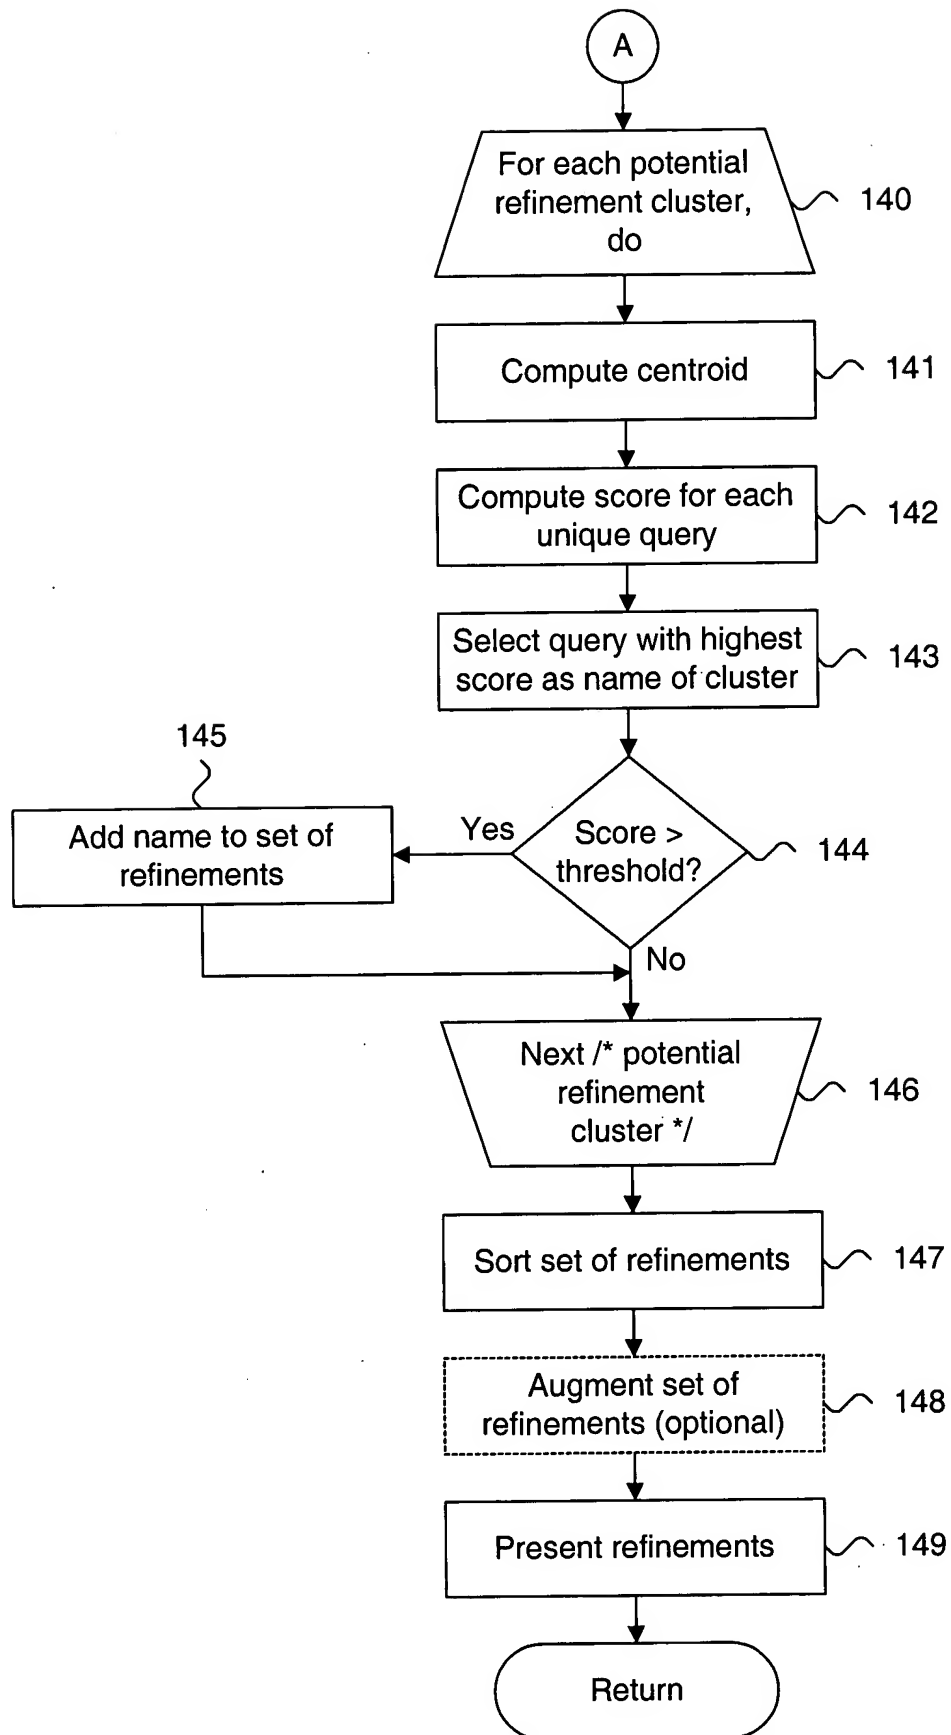 A
For each potential
refinement cluster,
do
140
Compute centroid
141
Compute score for each
unique query
142
Select query with highest
score as name of cluster
143
145
Add name to set of
refinements
Yes
Score >
threshold?
144
No
Next /* potential
refinement
cluster */
146
Sort set of refinements
147
Augment set of
refinements (optional)
148
Present refinements
149
Return